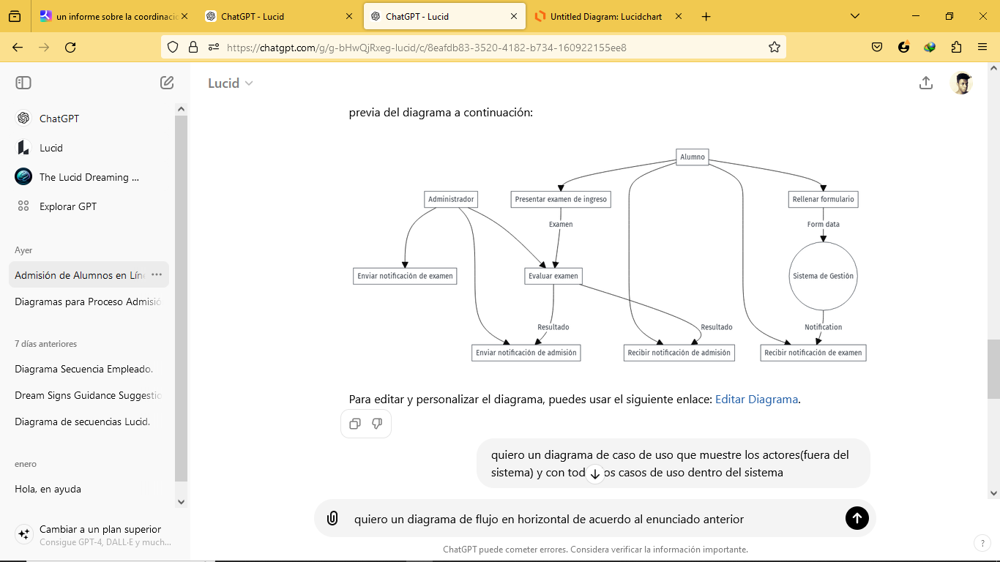 un informe sobre la coordinació
ChatGPT - Lucid
ChatGPT - Lucid
Untitled Diagram: Lucidchart
https://chatgpt.com/g/g-bHwQjRxeg-lucid/c/8eafdb83-3520-4182-b734-160922155ee8
ChatGPT
Lucid
The Lucid Dreaming ...
Explorar GPT
Ayer
Admisión de Alumnos en Líne
Diagramas para Proceso Admisió
7 días anteriores
Diagrama Secuencia Empleado.
Dream Signs Guidance Suggestio
Diagrama de secuencias Lucid.
enero
Hola, en ayuda
Cambiar a un plan superior
Consigue GPT-4, DALL·E y much...
Lucid
previa del diagrama a continuación:
Alumno
Administrador
Presentar examen de ingreso
Rellenar formulario
Examen
Form data
Enviar notificación de examen
Evaluar examen
Sistema de Gestión
Resultado
Resultado
Notification
Enviar notificación de admisión
Recibir notificación de admisión
Recibir notificación de examen
Para editar y personalizar el diagrama, puedes usar el siguiente enlace: Editar Diagrama.
quiero un diagrama de caso de uso que muestre los actores(fuera del
sistema) y con tod os casos de uso dentro del sistema
quiero un diagrama de flujo en horizontal de acuerdo al enunciado anterior
ChatGPT puede cometer errores. Considera verificar la información importante.
?